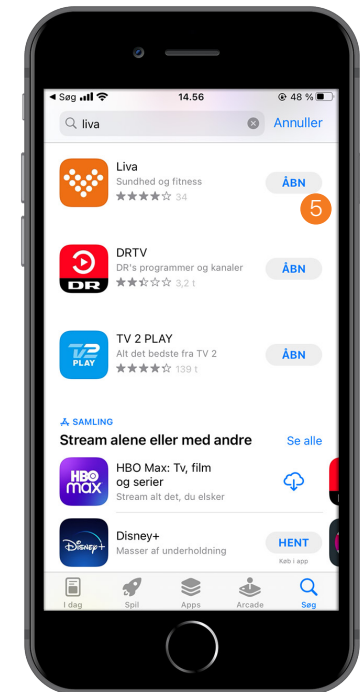 ◀ Søg
14.56
48 %
liva
Annuller
Liva
Sundhed og fitness
34
ÅBN
5
DRTV
DR's programmer og kanaler
3,2 t
ÅBN
DR
TV 2 PLAY
Alt det bedste fra TV 2
139 t
ÅBN
TV2
PLAY
SAMLING
Stream alene eller med andre
Se alle
HBO
max
HBO Max: Tv, film
og serier
Stream alt det, du elsker
Disney+
Disney+
Masser af underholdning
HENT
Køb i app
I dag
Spil
Apps
Arcade
Søg